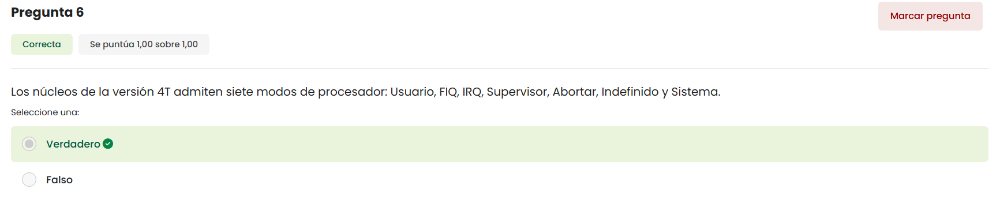 Pregunta 6
Marcar pregunta
Correcta
Se puntúa 1,00 sobre 1,00
Los núcleos de la versión 4T admiten siete modos de procesador: Usuario, FIQ, IRQ, Supervisor, Abortar, Indefinido y Sistema.
Seleccione una:
Verdadero
Falso